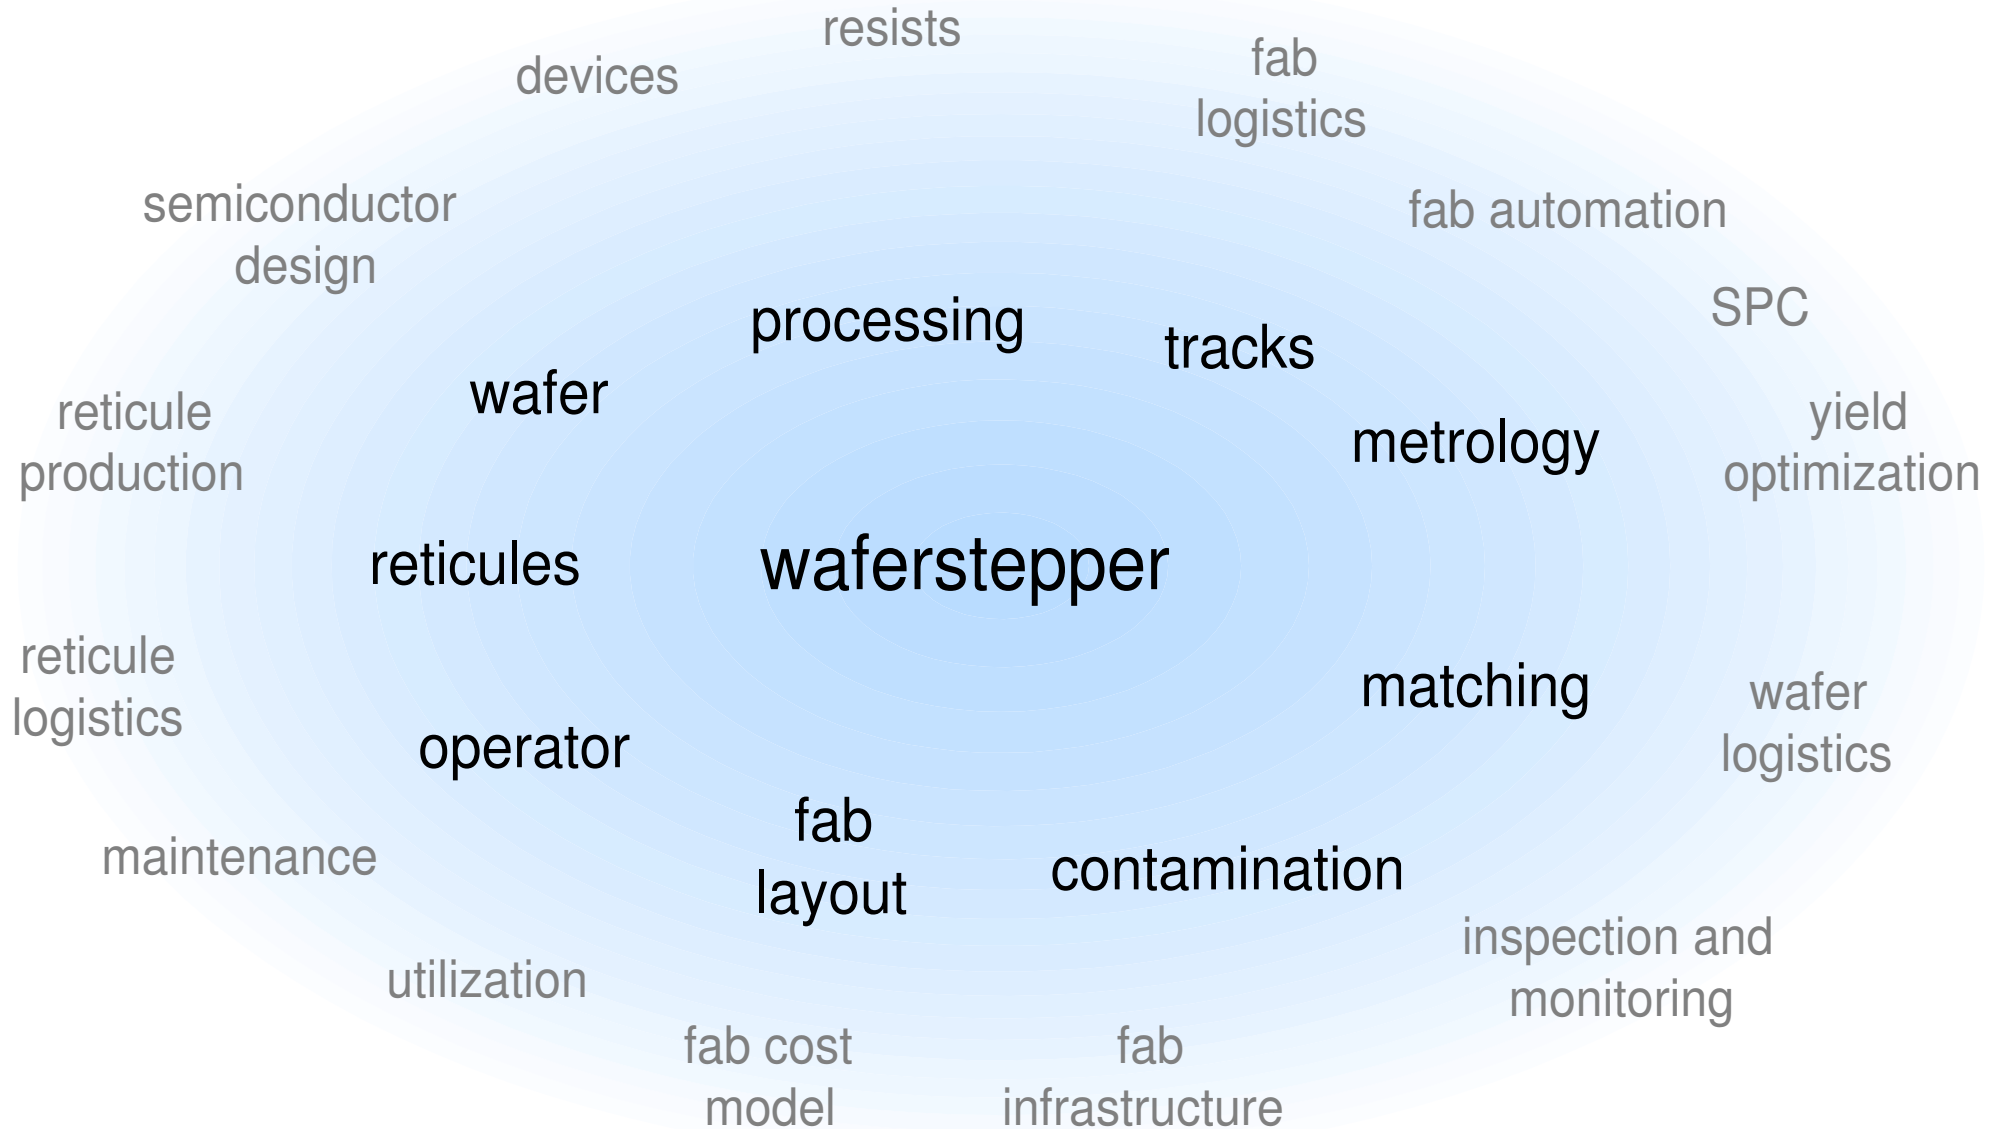 resists
devices
fab
logistics
semiconductor
design
fab automation
SPC
processing
tracks
wafer
metrology
reticule
production
yield
optimization
reticules
waferstepper
reticule
logistics
matching
wafer
logistics
operator
fab
layout
contamination
maintenance
inspection and
monitoring
utilization
fab cost
model
fab
infrastructure